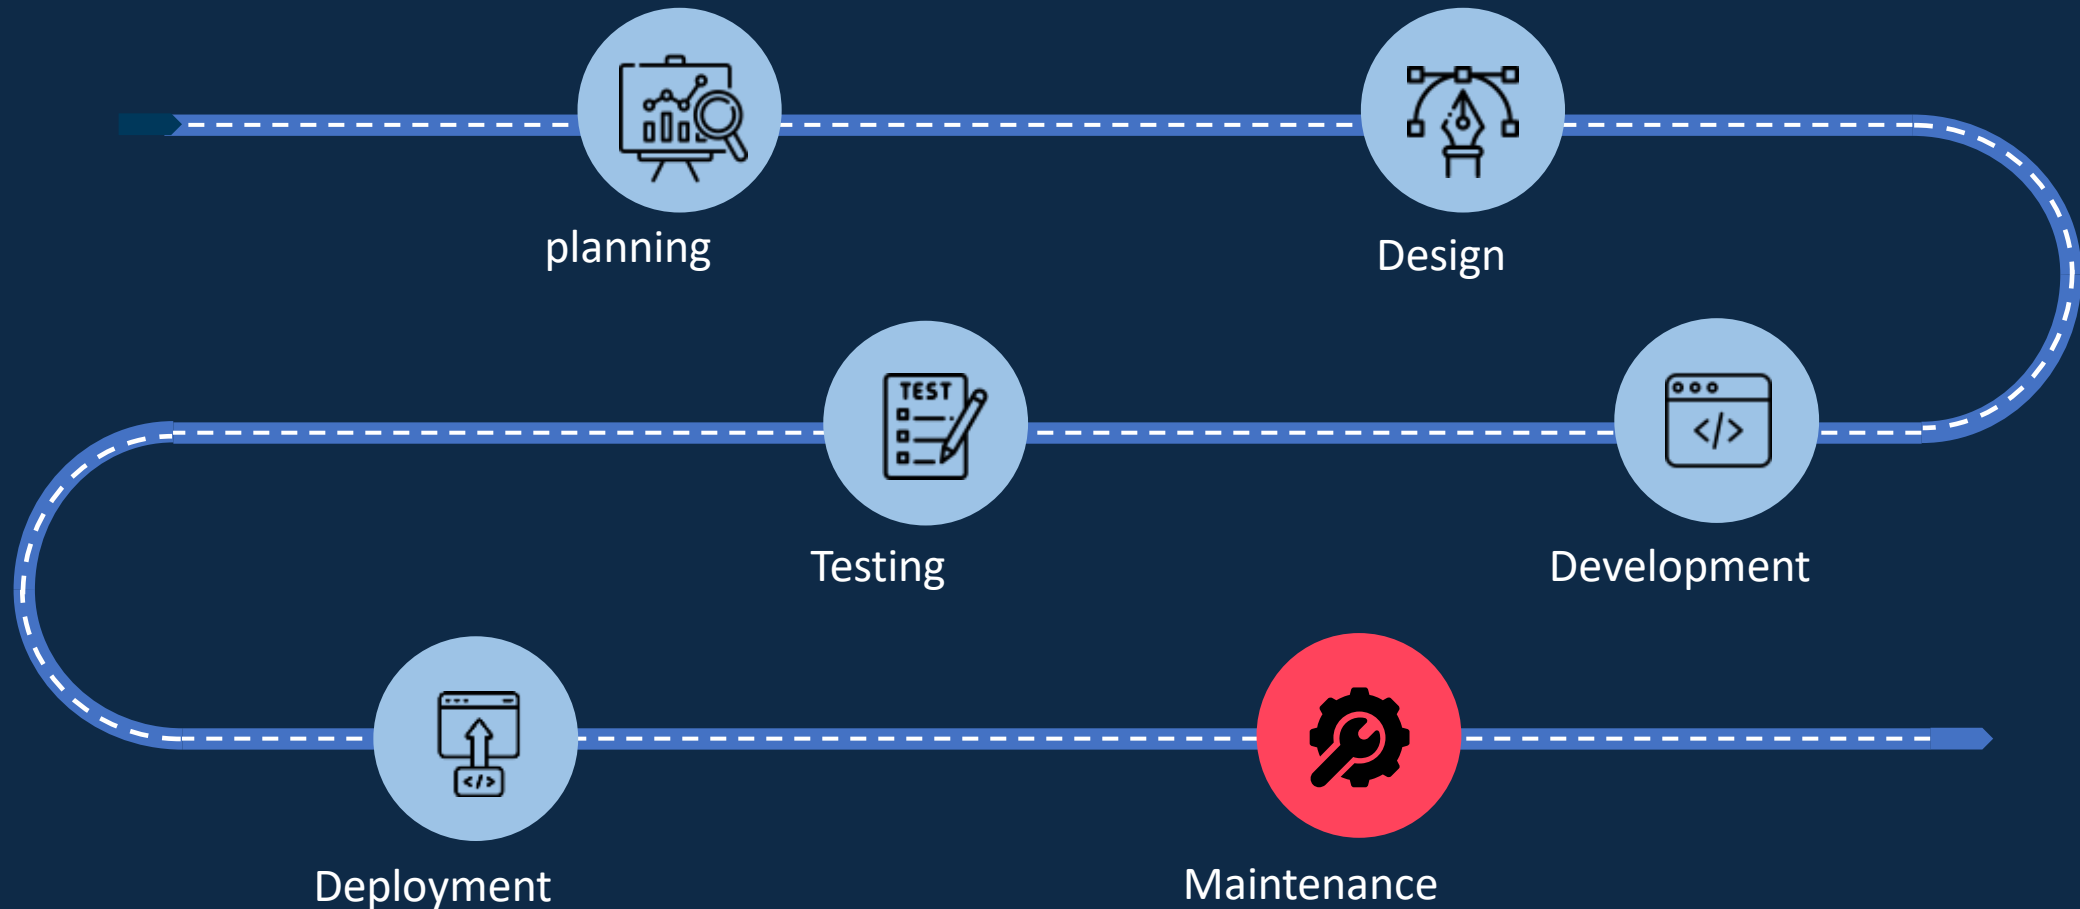 planning
Design
TEST
</>
Testing
Development
</>
Deployment
Maintenance